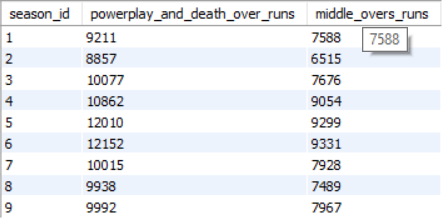 season_id powerplay_and_death_over_runs middle_overs_runs
1 9211 7588
7588
2 8857 6515
3 10077 7676
4 10862 9054
5 12010 9299
6 12152 9331
7 10015 7928
8 9938 7489
9 9992 7967